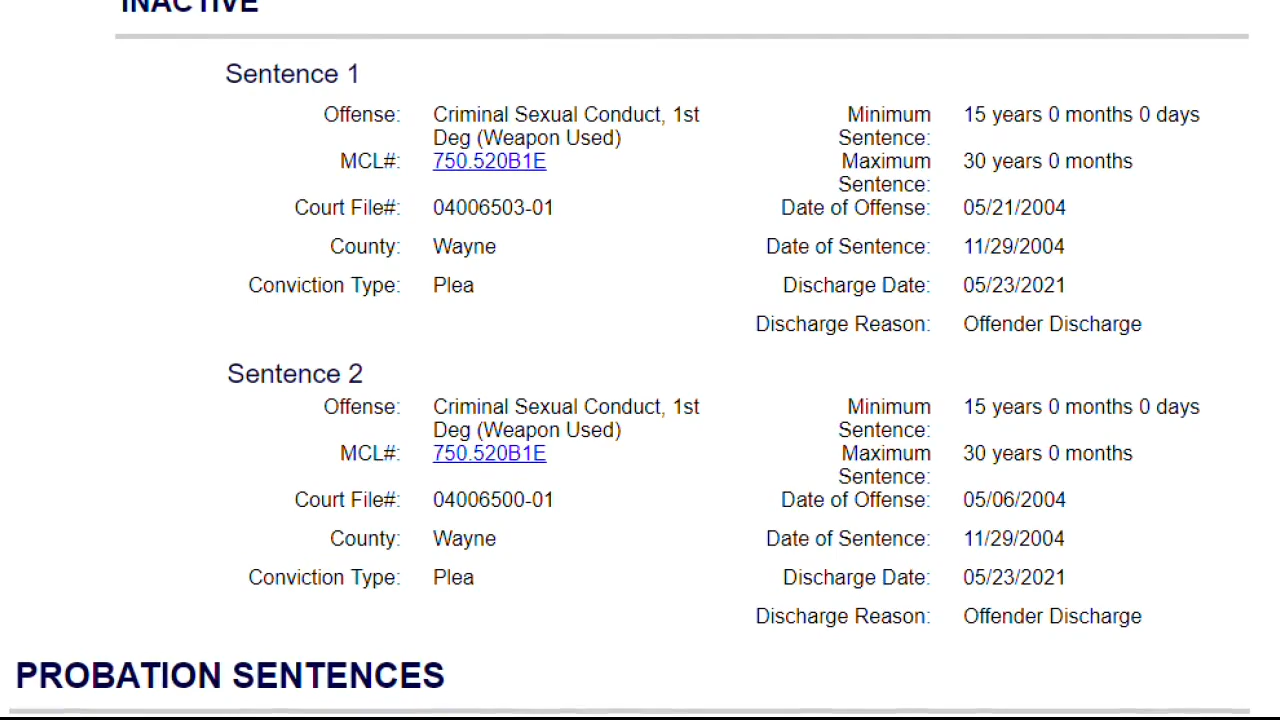 INACTIVE
Sentence 1
Offense: Criminal Sexual Conduct, 1st Minimum 15 years 0 months 0 days
Deg (Weapon Used) Sentence:
MCL#: 750.520B1E Maximum 30 years 0 months
Sentence:
Court File#: 04006503-01 Date of Offense: 05/21/2004
County: Wayne Date of Sentence: 11/29/2004
Conviction Type: Plea Discharge Date: 05/23/2021
Discharge Reason: Offender Discharge
Sentence 2
Offense: Criminal Sexual Conduct, 1st Minimum 15 years 0 months 0 days
Deg (Weapon Used) Sentence:
MCL#: 750.520B1E Maximum 30 years 0 months
Sentence:
Court File#: 04006500-01 Date of Offense: 05/06/2004
County: Wayne Date of Sentence: 11/29/2004
Conviction Type: Plea Discharge Date: 05/23/2021
Discharge Reason: Offender Discharge
PROBATION SENTENCES